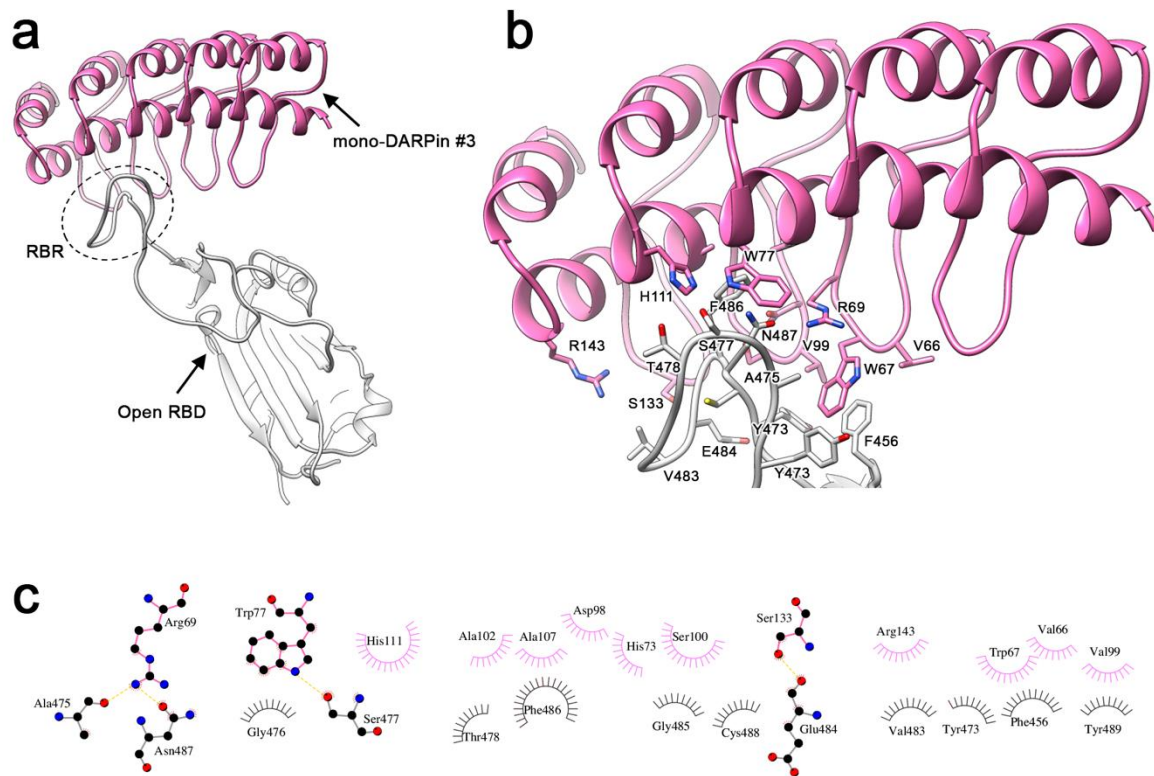 a
mono-DARPin #3
RBR
Open RBD
b
W77
H111
F486
R69
N487
S477
R143
V99
V66
T478
W67
A475
S133
Y473
F456
E484
Y473
V483
c
Arg69
Ala475
Asn487
Trp77
Gly476
Ser477
His111
Ala102
Ala107
Asp98
His73
Ser100
Thr478
Phe486
Gly485
Cys488
Ser133
Glu484
Arg143
Trp67
Val66
Val99
Val483
Tyr473
Phe456
Tyr489